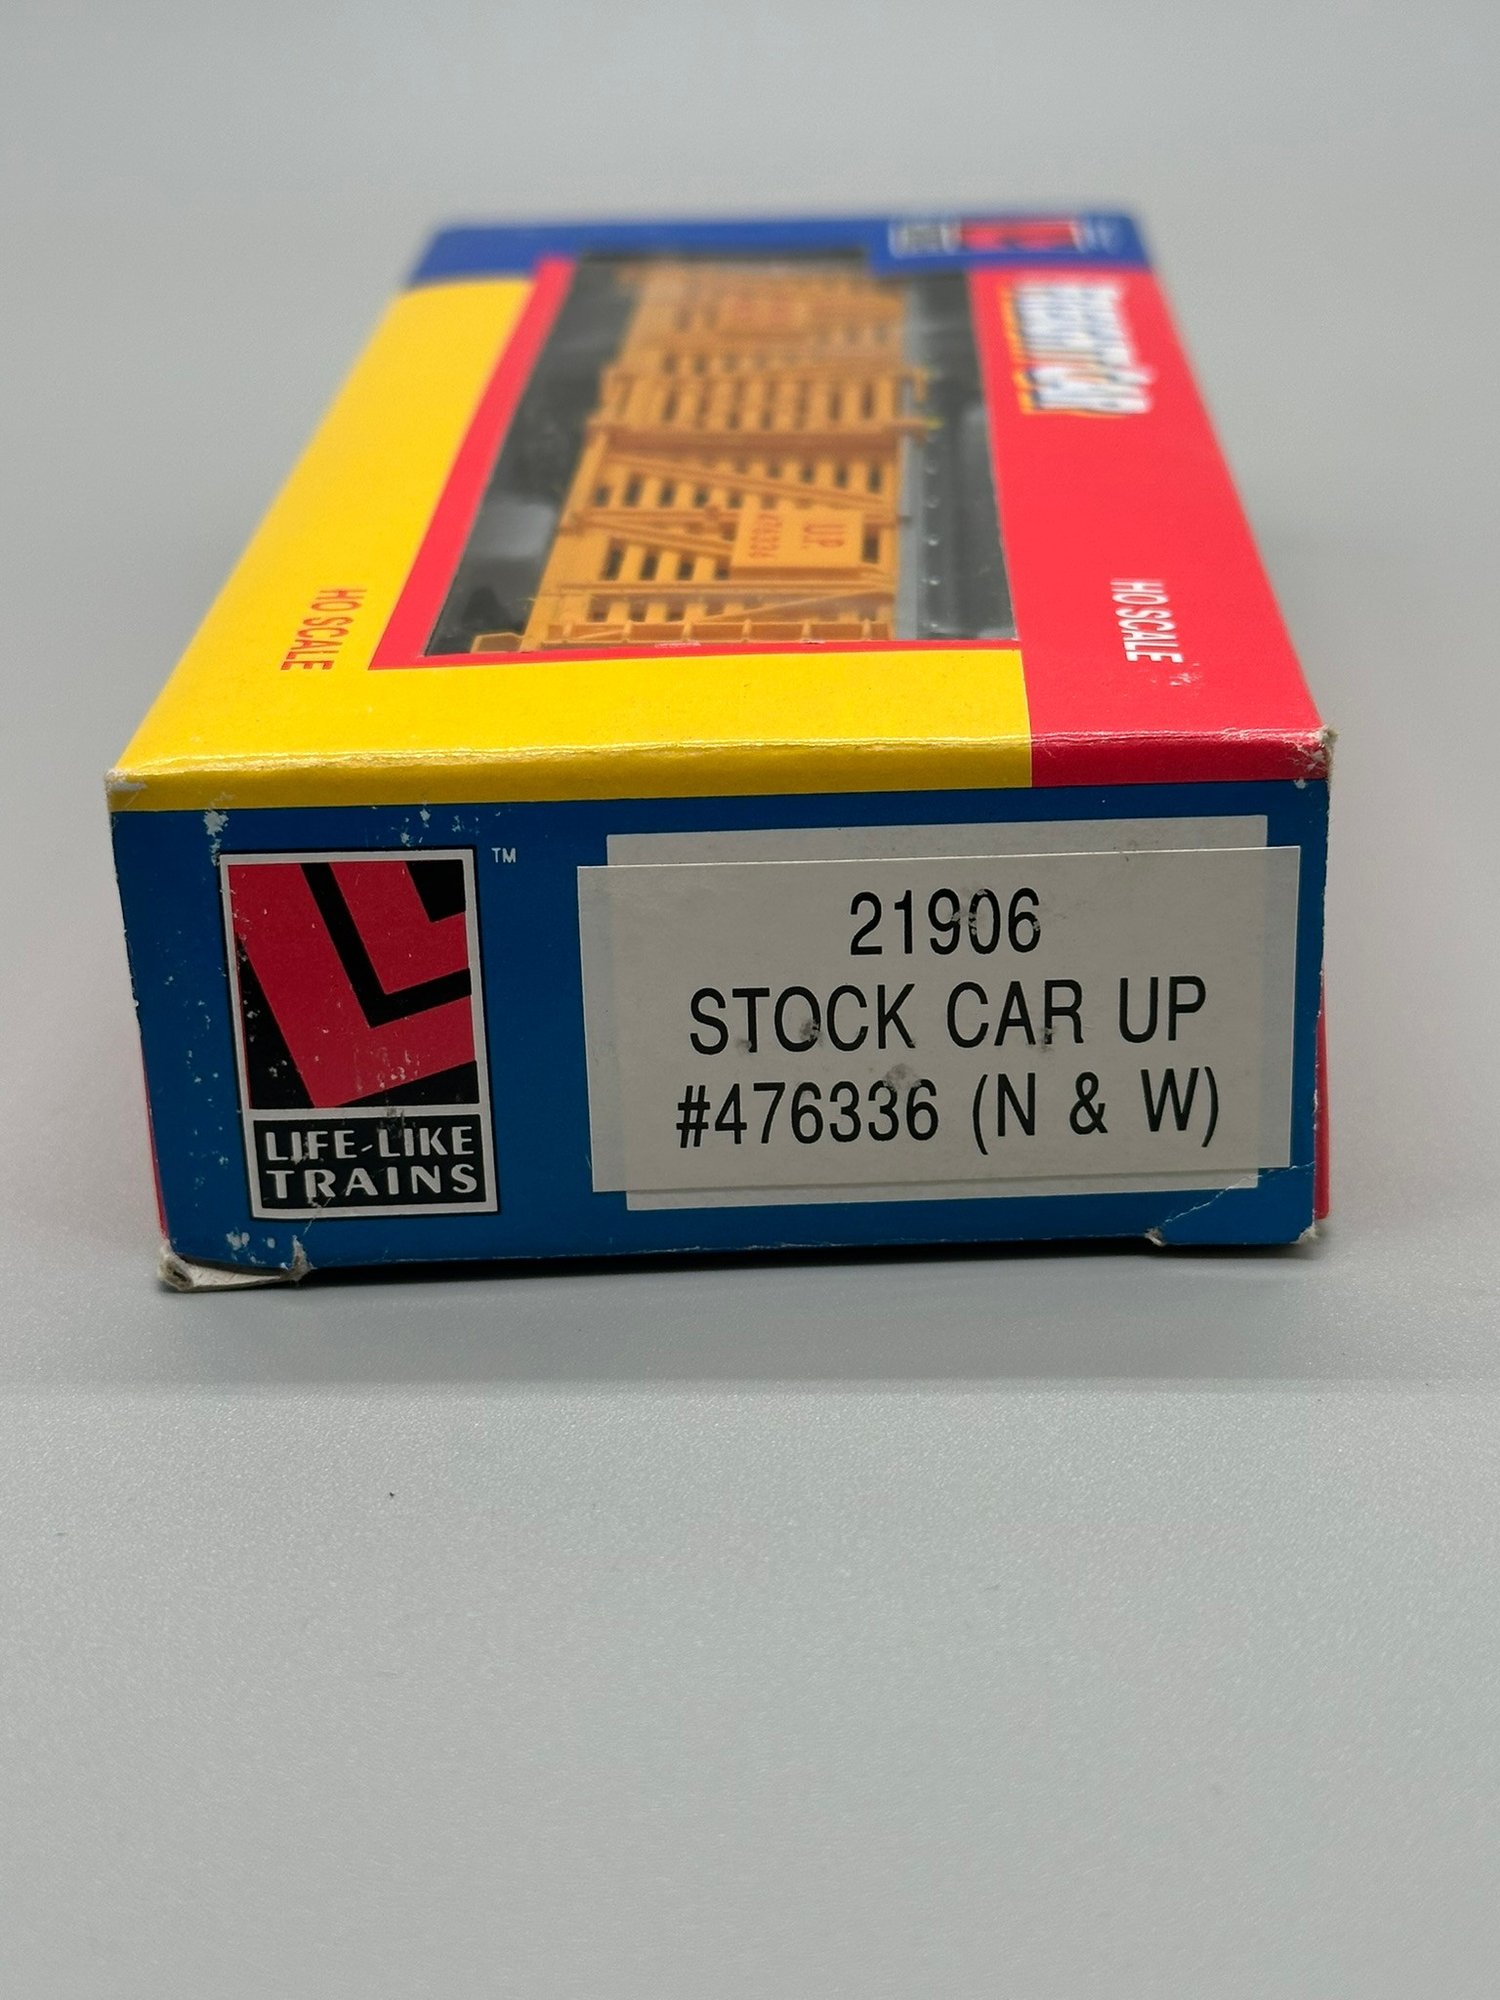 HO SCALE
HO SCALE
U.P.
TM
LIFE-LIKE
TRAINS
21906
STOCK CAR UP
#476336 (N & W)